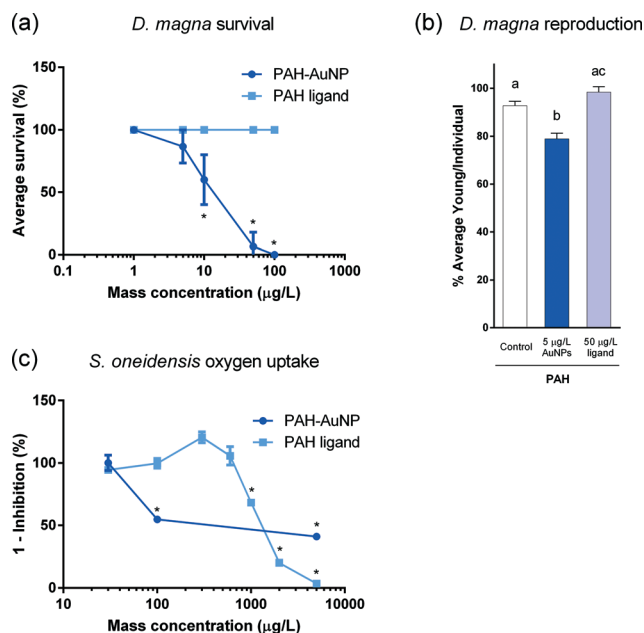 (a) D. magna survival
150
100
50
0
Average survival (%)
PAH-AuNP
PAH ligand
*
*
*
0.1 1 10 100 1000
Mass concentration (µg/L)
(b) D. magna reproduction
100
80
60
40
20
0
% Average Young/Individual
a
b
ac
Control
5 µg/L
AuNPs
50 µg/L
ligand
PAH
(c) S. oneidensis oxygen uptake
150
100
50
0
1 - Inhibition (%)
PAH-AuNP
PAH ligand
*
*
*
*
*
10 100 1000 10000
Mass concentration (µg/L)